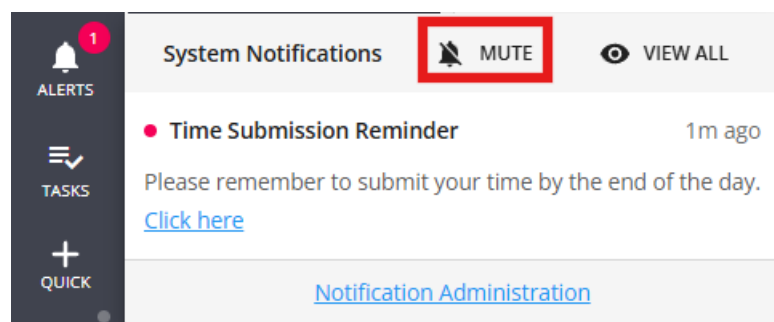 1
ALERTS
TASKS
QUICK
System Notifications MUTE VIEW ALL
Time Submission Reminder 1m ago
Please remember to submit your time by the end of the day.
Click here
Notification Administration